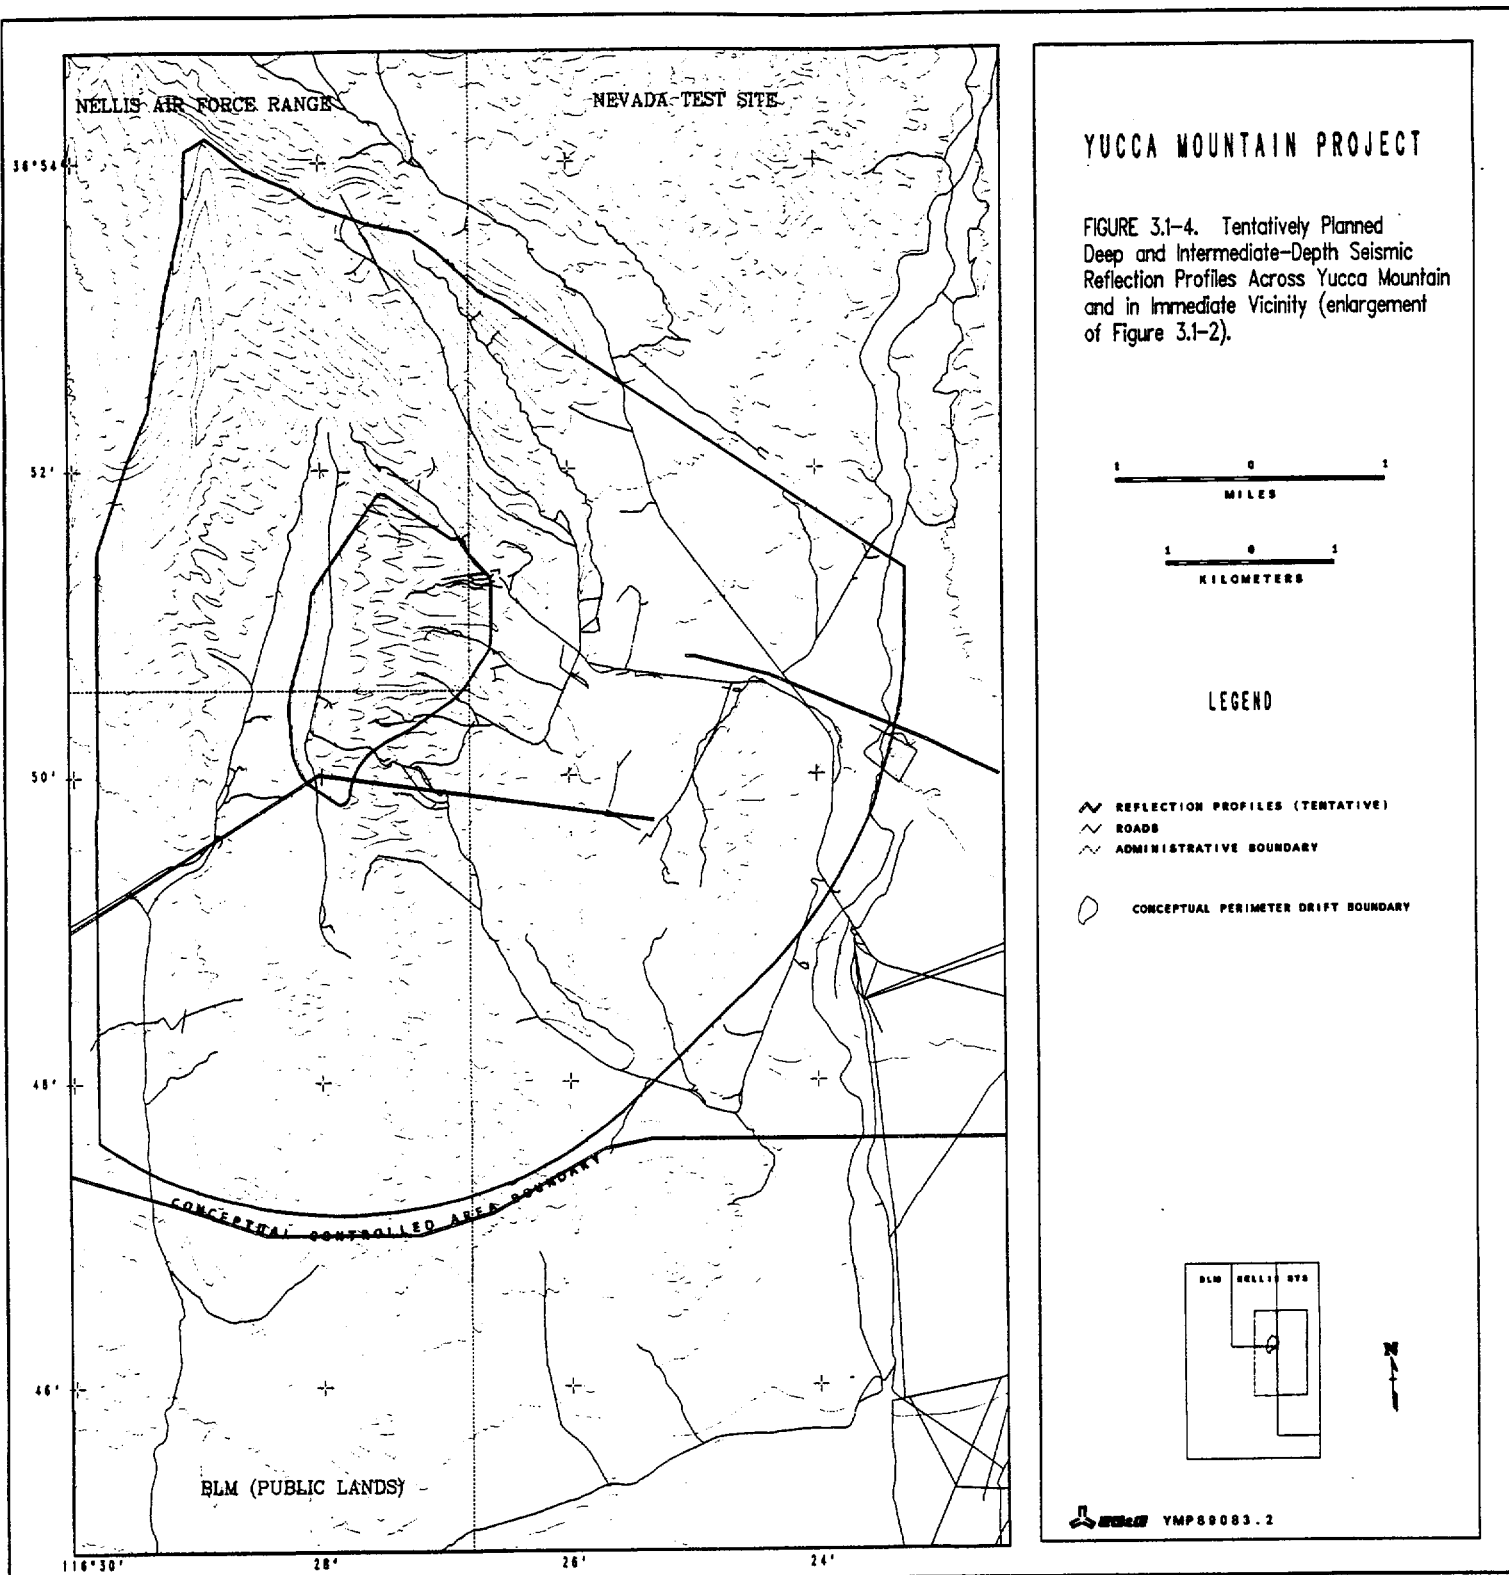 NELLIS AIR FORCE RANGE
NEVADA TEST SITE
36°54'
52'
50'
48'
46'
116°30'
28'
26'
24'
CONCEPTUAL CONTROLLED AREA BOUNDARY
BLM (PUBLIC LANDS)
YUCCA MOUNTAIN PROJECT
FIGURE 3.1-4. Tentatively Planned
Deep and Intermediate-Depth Seismic
Reflection Profiles Across Yucca Mountain
and in Immediate Vicinity (enlargement
of Figure 3.1-2).
1 0 1
MILES
1 0 1
KILOMETERS
LEGEND
REFLECTION PROFILES (TENTATIVE)
ROADS
ADMINISTRATIVE BOUNDARY
CONCEPTUAL PERIMETER DRIFT BOUNDARY
BLM NELLIS NTS
N
EG&G YMP89083.2